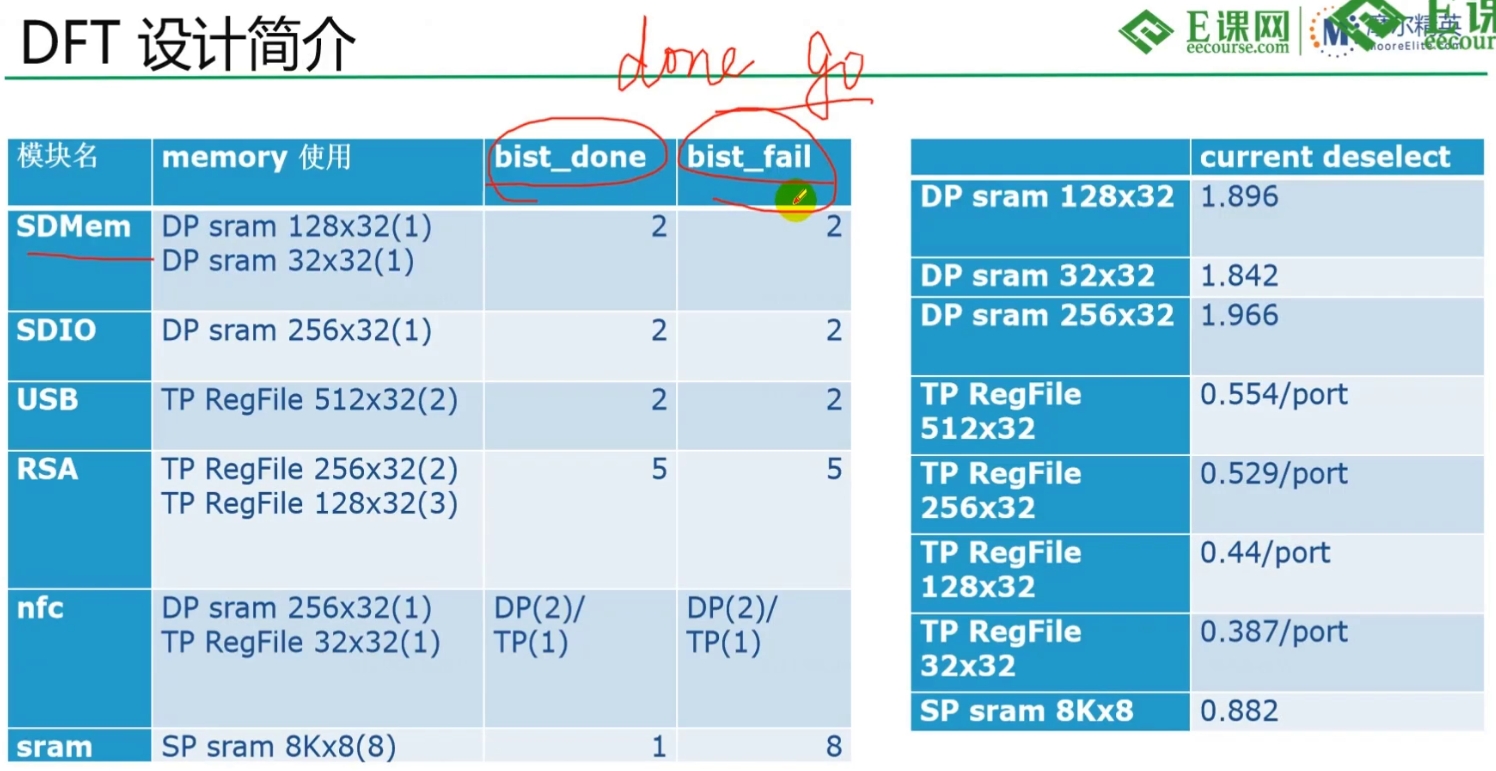 DFT 设计简介
done go
E课网
eecourse.com
模块名 memory 使用 bist_done bist_fail
SDMem DP sram 128x32(1) 2 2
DP sram 32x32(1)
SDIO DP sram 256x32(1) 2 2
USB TP RegFile 512x32(2) 2 2
RSA TP RegFile 256x32(2) 5 5
TP RegFile 128x32(3)
nfc DP sram 256x32(1) DP(2)/ DP(2)/
TP RegFile 32x32(1) TP(1) TP(1)
sram SP sram 8Kx8(8) 1 8
current deselect
DP sram 128x32 1.896
DP sram 32x32 1.842
DP sram 256x32 1.966
TP RegFile 0.554/port
512x32
TP RegFile 0.529/port
256x32
TP RegFile 0.44/port
128x32
TP RegFile 0.387/port
32x32
SP sram 8Kx8 0.882